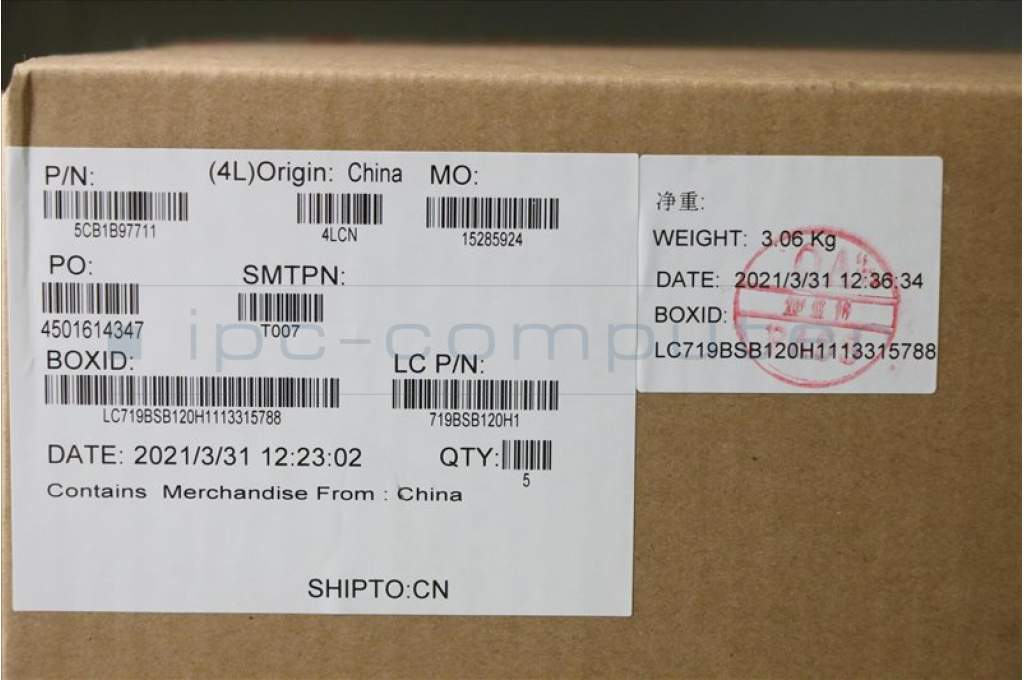 P/N: (4L)Origin: China MO:
5CB1B97711 4LCN 15285924
PO: SMTPN:
4501614347 T007
BOXID: LC P/N:
LC719BSB120H1113315788 719BSB120H1
DATE: 2021/3/31 12:23:02 QTY:
5
Contains Merchandise From : China
SHIPTO:CN
净重:
WEIGHT: 3.06 Kg
DATE: 2021/3/31 12:36:34
BOXID:
LC719BSB120H1113315788
ipc-computer